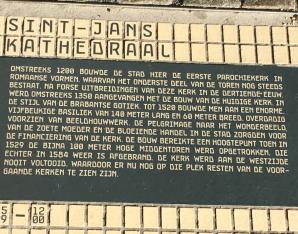 SINT-JANS
KATHEDRAAL
OMSTREEKS 1200 BOUWDE DE STAD HIER DE EERSTE PAROCHIEKERK IN
ROMAANSE VORMEN, WAARVAN HET ONDERSTE DEEL VAN DE TOREN NOG STEEDS
BESTAAT. NA FORSE UITBREIDINGEN VAN DEZE KERK IN DE DERTIENDE EEUW,
WERD OMSTREEKS 1350 AANGEVANGEN MET DE BOUW VAN DE HUIDIGE KERK IN
DE STIJL VAN DE BRABANTSE GOTIEK. TOT 1520 BOUWDE MEN AAN EEN ENORME
VIJFBEUKIGE BASILIEK VAN 140 METER LANG EN 60 METER BREED, OVERDADIG
VOORZIEN VAN BEELDHOUWWERK. DE PELGRIMAGE NAAR HET WONDERBEELD
VAN DE ZOETE MOEDER EN DE BLOEIENDE HANDEL IN DE STAD ZORGDEN VOOR
DE FINANCIERING VAN DE KERK. DE BOUW BEREIKTE EEN HOOGTEPUNT TOEN IN
1529 DE BIJNA 100 METER HOGE MIDDENTOREN WERD OPGETROKKEN, DIE
ECHTER IN 1584 WEER IS AFGEBRAND. DE KERK WERD AAN DE WESTZIJDE
NOOIT VOLTOOID, WAARDOOR ER NU NOG OP DIE PLEK RESTEN VAN DE VOOR-
GAANDE KERKEN TE ZIEN ZIJN.